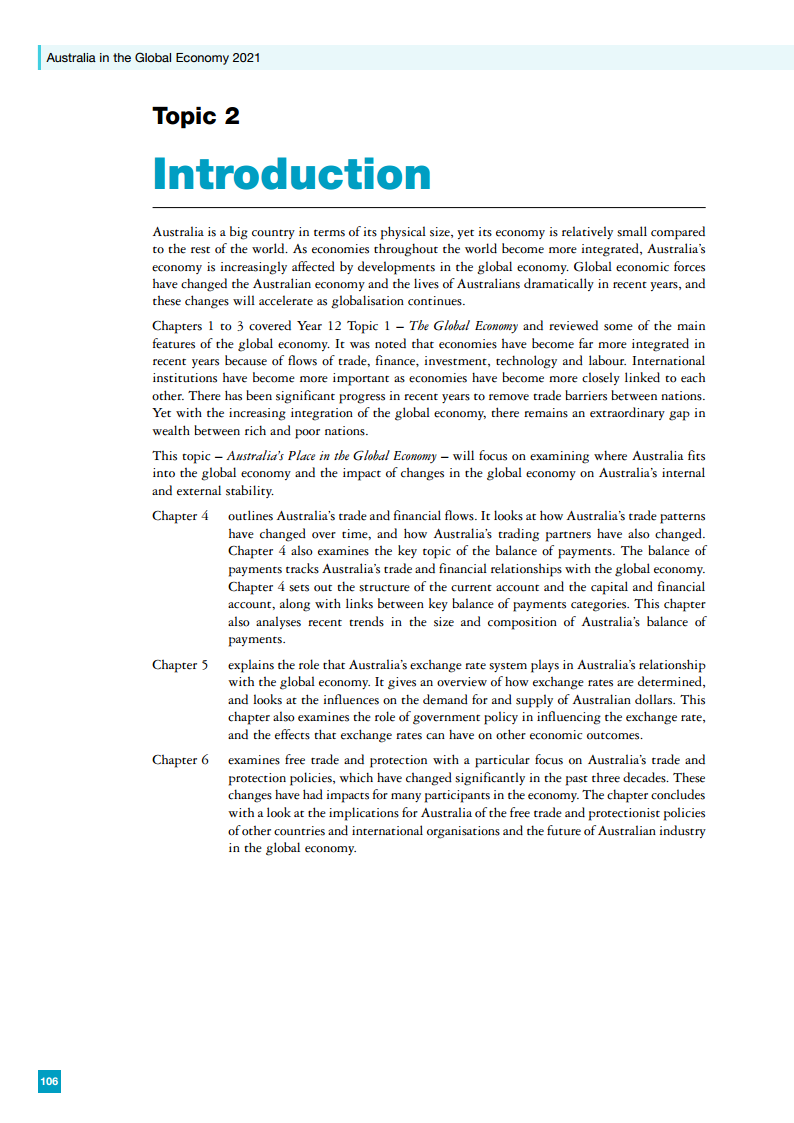 Australia in the Global Economy 2021
Topic 2
Introduction
Australia is a big country in terms of its physical size, yet its economy is relatively small compared
to the rest of the world. As economies throughout the world become more integrated, Australia's
economy is increasingly affected by developments in the global economy. Global economic forces
have changed the Australian economy and the lives of Australians dramatically in recent years, and
these changes will accelerate as globalisation continues.
Chapters 1 to 3 covered Year 12 Topic 1 – The Global Economy and reviewed some of the main
features of the global economy. It was noted that economies have become far more integrated in
recent years because of flows of trade, finance, investment, technology and labour. International
institutions have become more important as economies have become more closely linked to each
other. There has been significant progress in recent years to remove trade barriers between nations.
Yet with the increasing integration of the global economy, there remains an extraordinary gap in
wealth between rich and poor nations.
This topic – Australia's Place in the Global Economy – will focus on examining where Australia fits
into the global economy and the impact of changes in the global economy on Australia's internal
and external stability.
Chapter 4 outlines Australia's trade and financial flows. It looks at how Australia's trade patterns
have changed over time, and how Australia's trading partners have also changed.
Chapter 4 also examines the key topic of the balance of payments. The balance of
payments tracks Australia's trade and financial relationships with the global economy.
Chapter 4 sets out the structure of the current account and the capital and financial
account, along with links between key balance of payments categories. This chapter
also analyses recent trends in the size and composition of Australia's balance of
payments.
Chapter 5 explains the role that Australia's exchange rate system plays in Australia's relationship
with the global economy. It gives an overview of how exchange rates are determined,
and looks at the influences on the demand for and supply of Australian dollars. This
chapter also examines the role of government policy in influencing the exchange rate,
and the effects that exchange rates can have on other economic outcomes.
Chapter 6 examines free trade and protection with a particular focus on Australia's trade and
protection policies, which have changed significantly in the past three decades. These
changes have had impacts for many participants in the economy. The chapter concludes
with a look at the implications for Australia of the free trade and protectionist policies
of other countries and international organisations and the future of Australian industry
in the global economy.
106